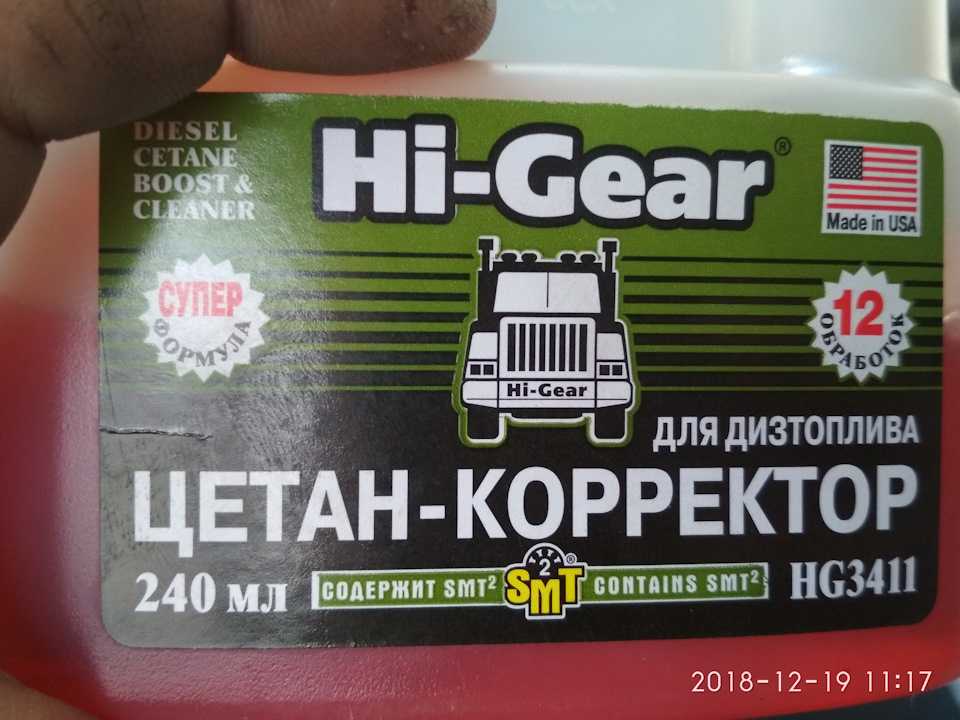 DIESEL
CETANE
BOOST &
CLEANER
Hi-Gear®
Made in USA
СУПЕР
ФОРМУЛА
12
ОБРАБОТОК
Hi-Gear
ДЛЯ ДИЗТОПЛИВА
ЦЕТАН-КОРРЕКТОР
240 мл
СОДЕРЖИТ SMT²
2
SMT®
CONTAINS SMT²
HG3411
2018-12-19 11:17